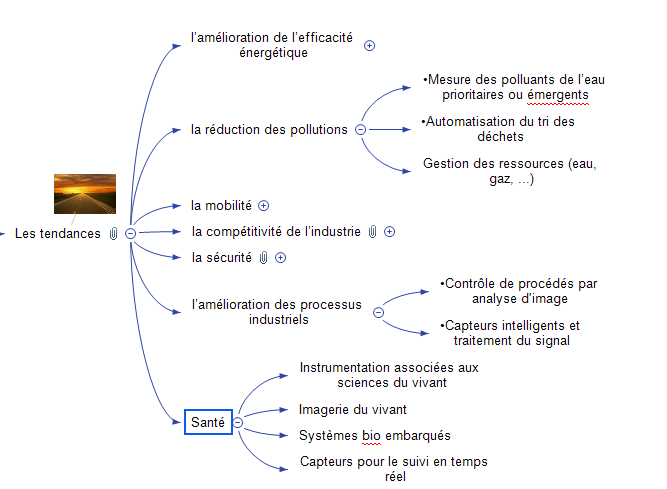 l'amélioration de l'efficacité
énergétique
•Mesure des polluants de l'eau
prioritaires ou émergents
la réduction des pollutions
•Automatisation du tri des
déchets
Gestion des ressources (eau,
gaz, ...)
la mobilité
Les tendances
la compétitivité de l'industrie
la sécurité
l'amélioration des processus
industriels
•Contrôle de procédés par
analyse d'image
•Capteurs intelligents et
traitement du signal
Santé
Instrumentation associées aux
sciences du vivant
Imagerie du vivant
Systèmes bio embarqués
Capteurs pour le suivi en temps
réel